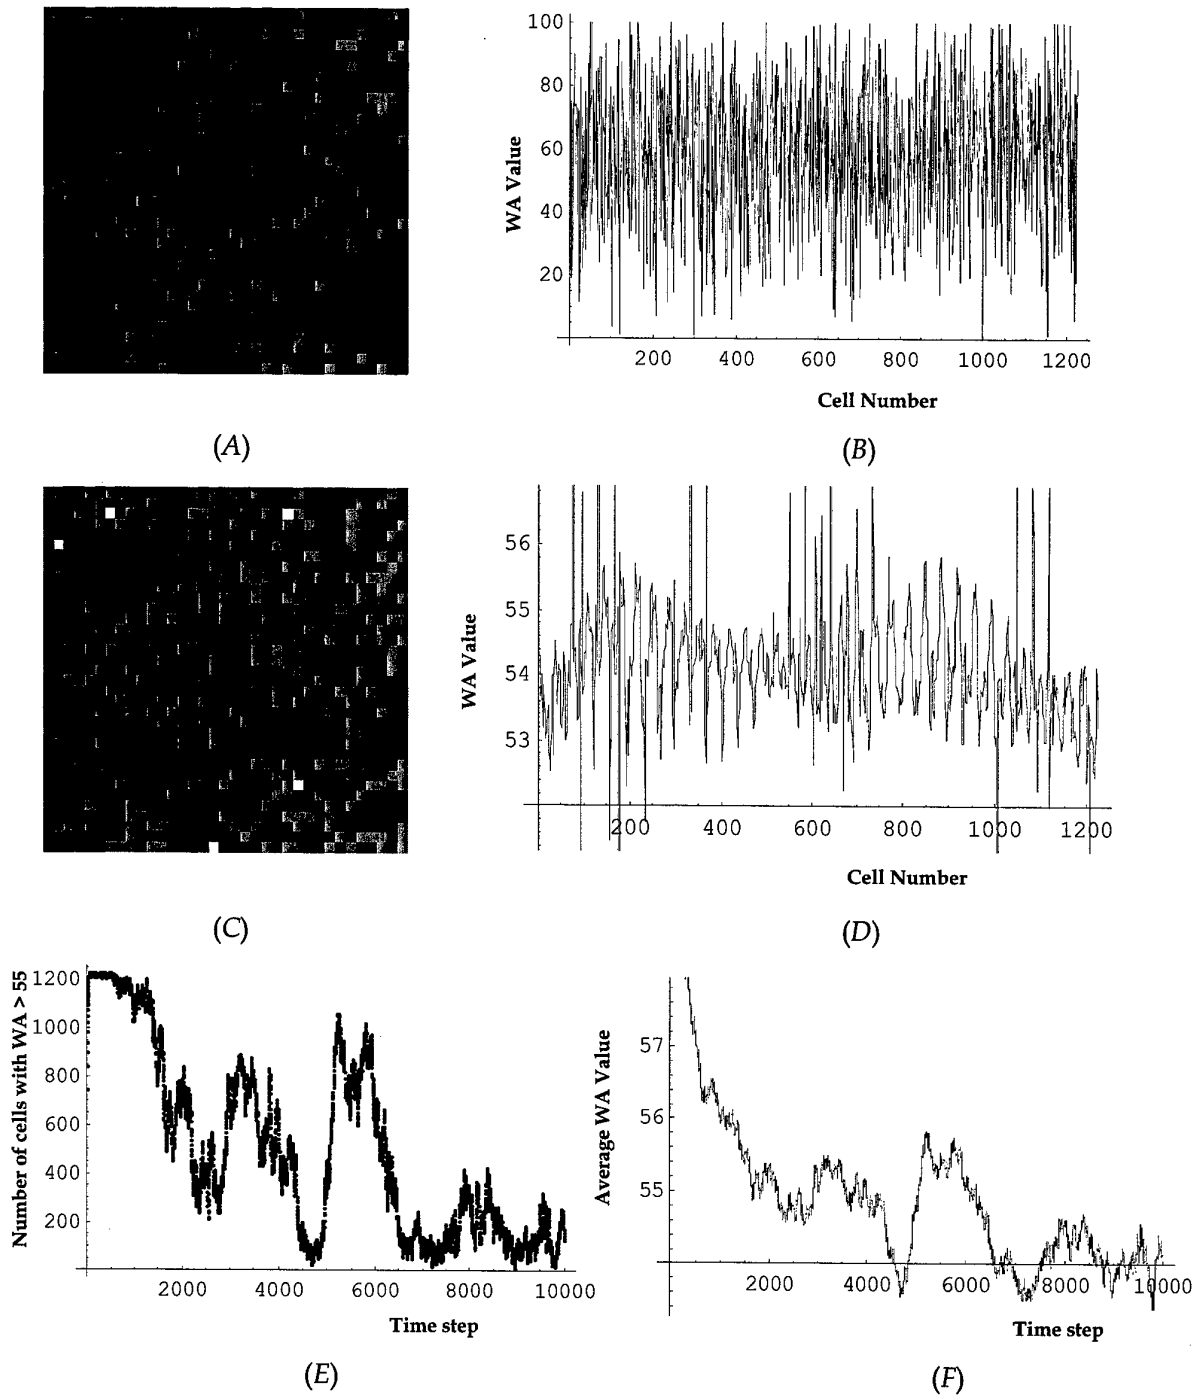 100
80
60
40
20
WA Value
200 400 600 800 1000 1200
Cell Number
(A)
(B)
56
55
54
53
WA Value
200 400 600 800 1000 1200
Cell Number
(C)
(D)
Number of cells with WA > 55
1200
1000
800
600
400
200
2000 4000 6000 8000 10000
Time step
(E)
Average WA Value
57
56
55
2000 4000 6000 8000 10000
Time step
(F)